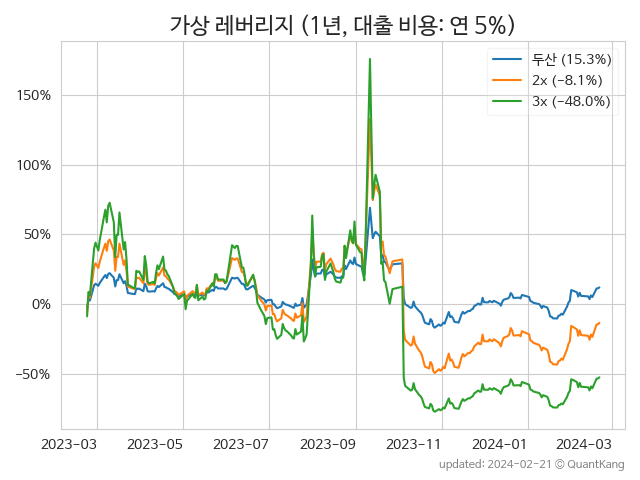 가상 레버리지 (1년, 대출 비용: 연 5%)
두산 (15.3%)
2x (−8.1%)
3x (−48.0%)
150%
100%
50%
0%
−50%
2023-03
2023-05
2023-07
2023-09
2023-11
2024-01
2024-03
updated: 2024-02-21 © QuantKang